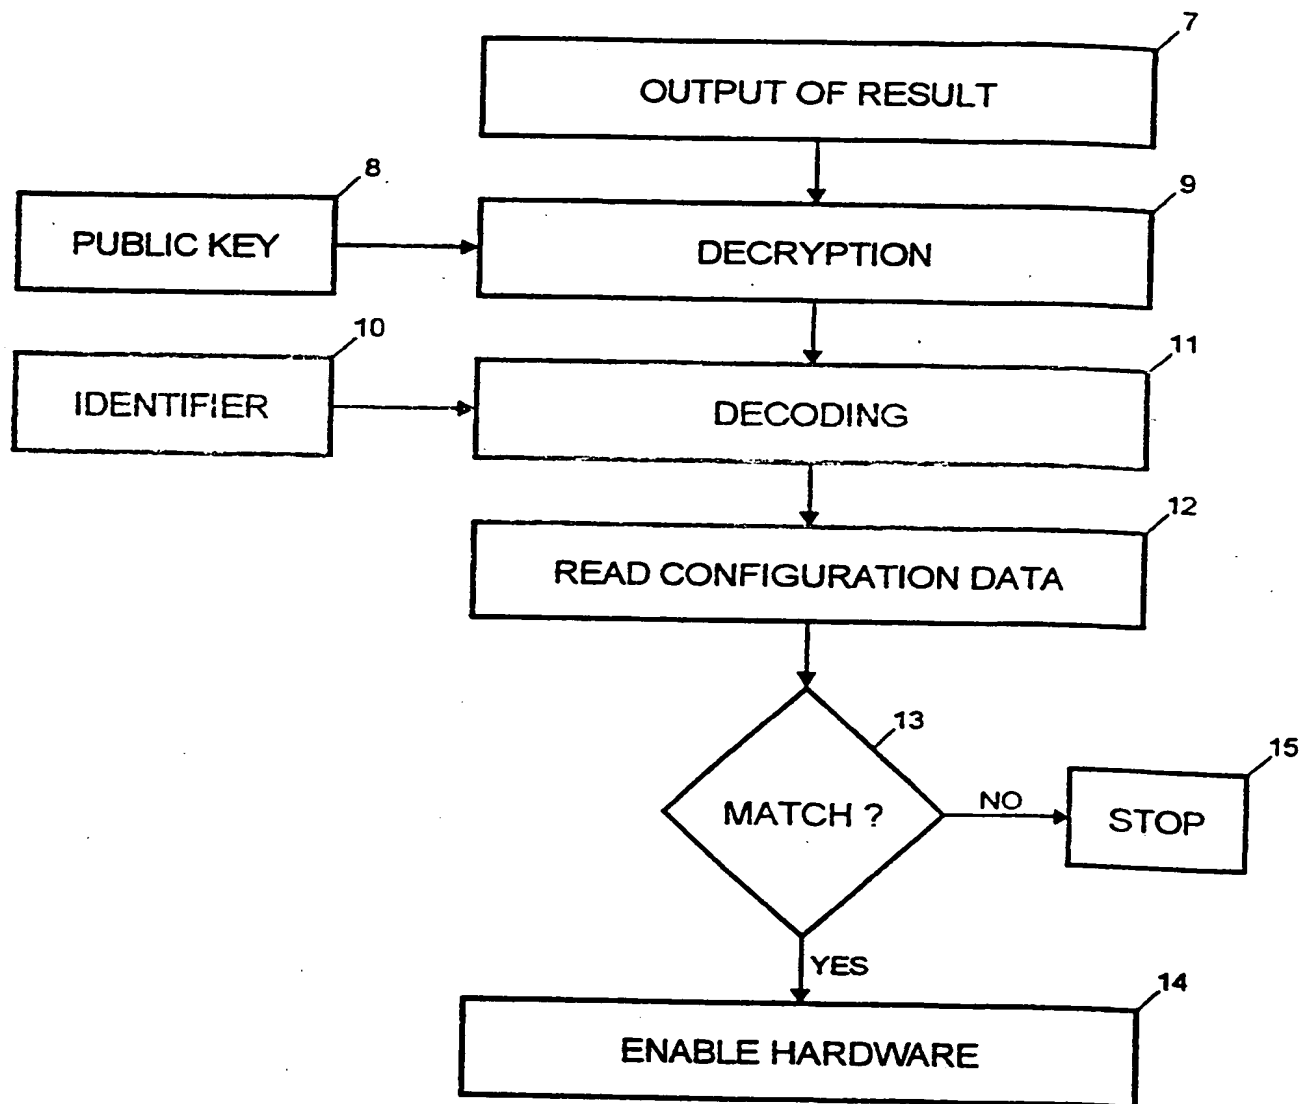 7
OUTPUT OF RESULT
8
PUBLIC KEY
9
DECRYPTION
10
IDENTIFIER
11
DECODING
12
READ CONFIGURATION DATA
13
MATCH ?
NO
15
STOP
YES
14
ENABLE HARDWARE